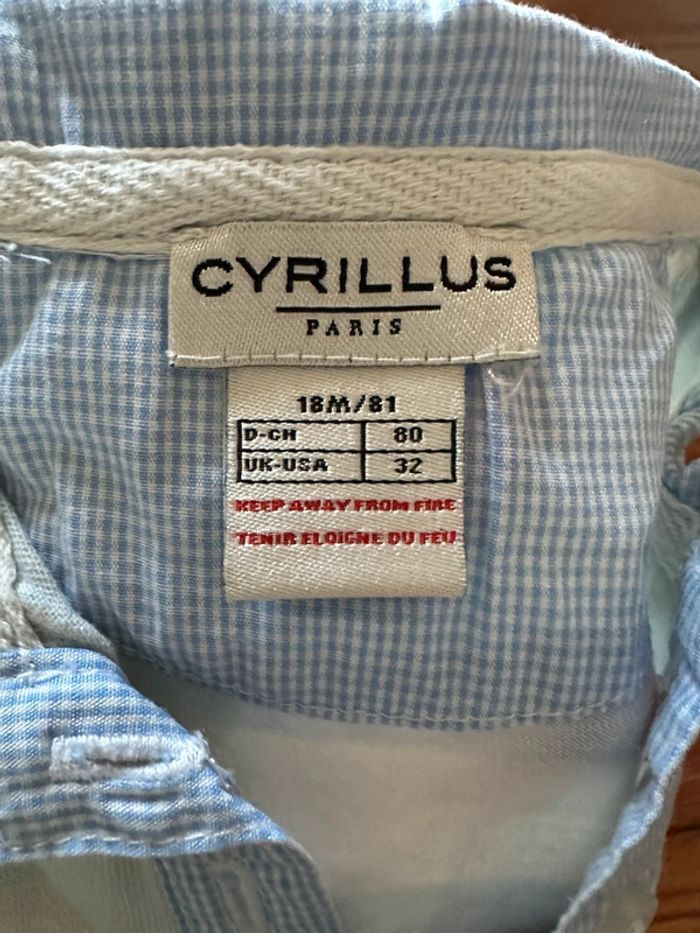 CYRILLUS
PARIS
18M/81
D-CH 80
UK-USA 32
KEEP AWAY FROM FIRE
TENIR ELOIGNE DU FEU